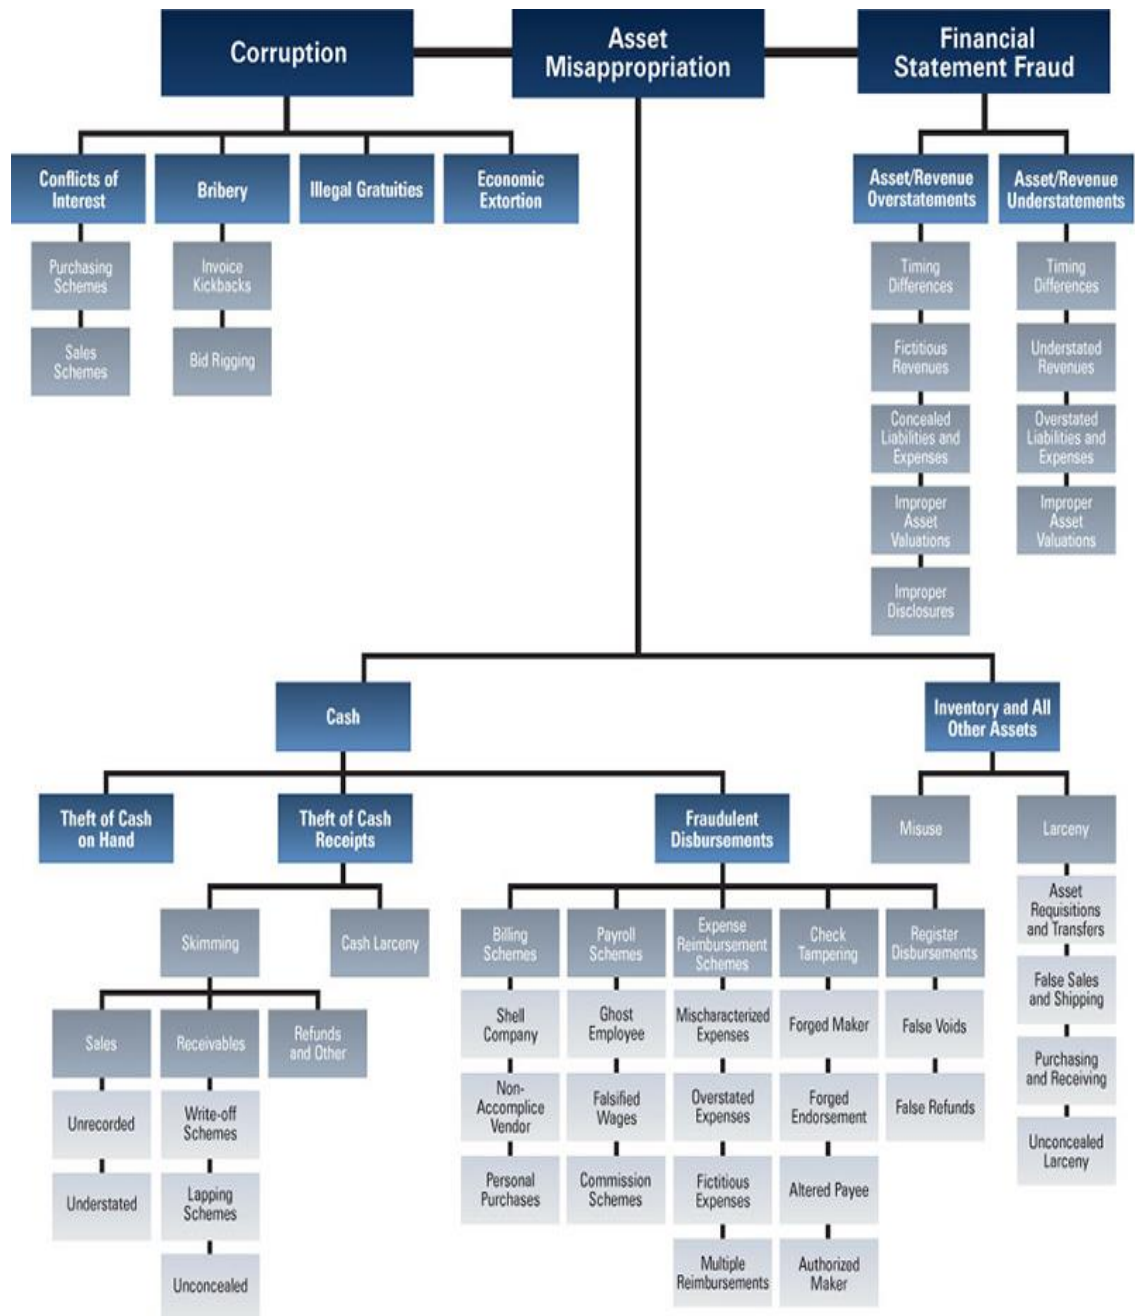 Corruption
Asset
Misappropriation
Financial
Statement Fraud
Conflicts of
Interest
Bribery
Illegal Gratuities
Economic
Extortion
Asset/Revenue
Overstatements
Asset/Revenue
Understatements
Purchasing
Schemes
Invoice
Kickbacks
Timing
Differences
Timing
Differences
Sales
Schemes
Bid Rigging
Fictitious
Revenues
Understated
Revenues
Concealed
Liabilities and
Expenses
Overstated
Liabilities and
Expenses
Improper
Asset
Valuations
Improper
Asset
Valuations
Improper
Disclosures
Cash
Inventory and All
Other Assets
Theft of Cash
on Hand
Theft of Cash
Receipts
Fraudulent
Disbursements
Misuse
Larceny
Skimming
Cash Larceny
Billing
Schemes
Payroll
Schemes
Expense
Reimbursement
Schemes
Check
Tampering
Register
Disbursements
Asset
Requisitions
and Transfers
Sales
Receivables
Refunds
and Other
Shell
Company
Ghost
Employee
Mischaracterized
Expenses
Forged Maker
False Voids
False Sales
and Shipping
Unrecorded
Write-off
Schemes
Non-
Accomplice
Vendor
Falsified
Wages
Overstated
Expenses
Forged
Endorsement
False Refunds
Purchasing
and Receiving
Understated
Lapping
Schemes
Personal
Purchases
Commission
Schemes
Fictitious
Expenses
Altered Payee
Unconcealed
Larceny
Unconcealed
Multiple
Reimbursements
Authorized
Maker